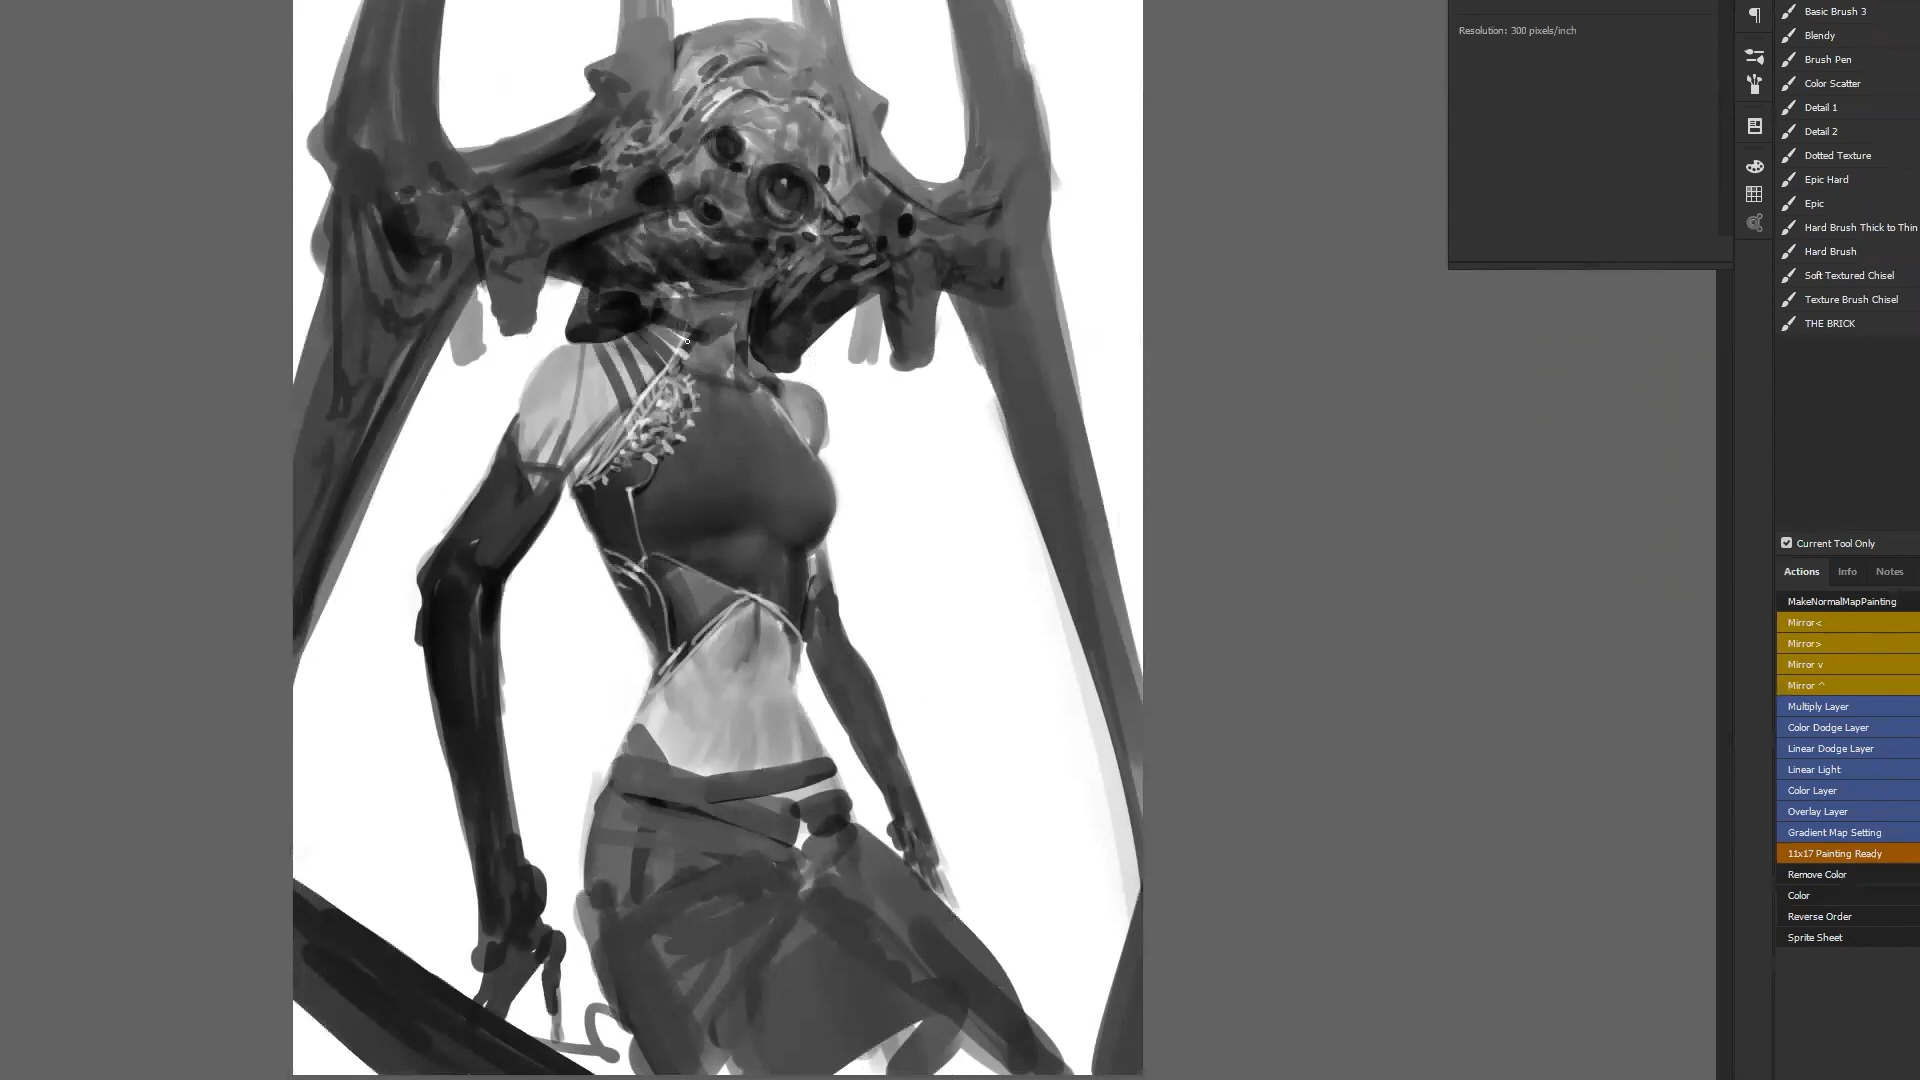 Resolution: 300 pixels/inch
Basic Brush 3
Blendy
Brush Pen
Color Scatter
Detail 1
Detail 2
Dotted Texture
Epic Hard
Epic
Hard Brush Thick to Thin
Hard Brush
Soft Textured Chisel
Texture Brush Chisel
THE BRICK
Current Tool Only
Actions Info Notes
MakeNormalMapPainting
Mirror<
Mirror>
Mirror v
Mirror ^
Multiply Layer
Color Dodge Layer
Linear Dodge Layer
Linear Light
Color Layer
Overlay Layer
Gradient Map Setting
11x17 Painting Ready
Remove Color
Color
Reverse Order
Sprite Sheet